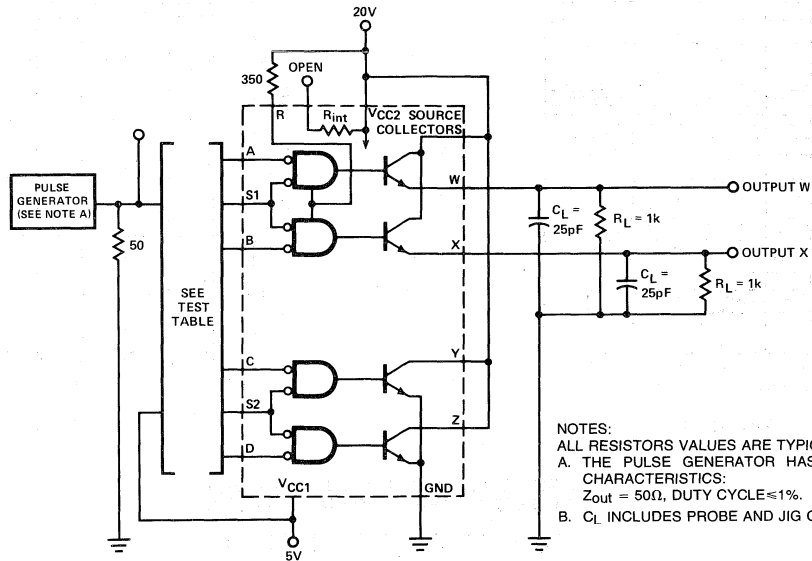 20V
OPEN
350
R
Rint
VCC2 SOURCE
COLLECTORS
PULSE
GENERATOR
(SEE NOTE A)
50
SEE
TEST
TABLE
A
S1
B
C
S2
D
W
X
Y
Z
VCC1
GND
5V
CL =
25pF
RL = 1k
CL =
25pF
RL = 1k
OUTPUT W
OUTPUT X
NOTES:
ALL RESISTORS VALUES ARE
A. THE PULSE GENERATOR HAS
CHARACTERISTICS:
Zout = 50Ω, DUTY CYCLE≤1%.
B. CL INCLUDES PROBE AND JIG